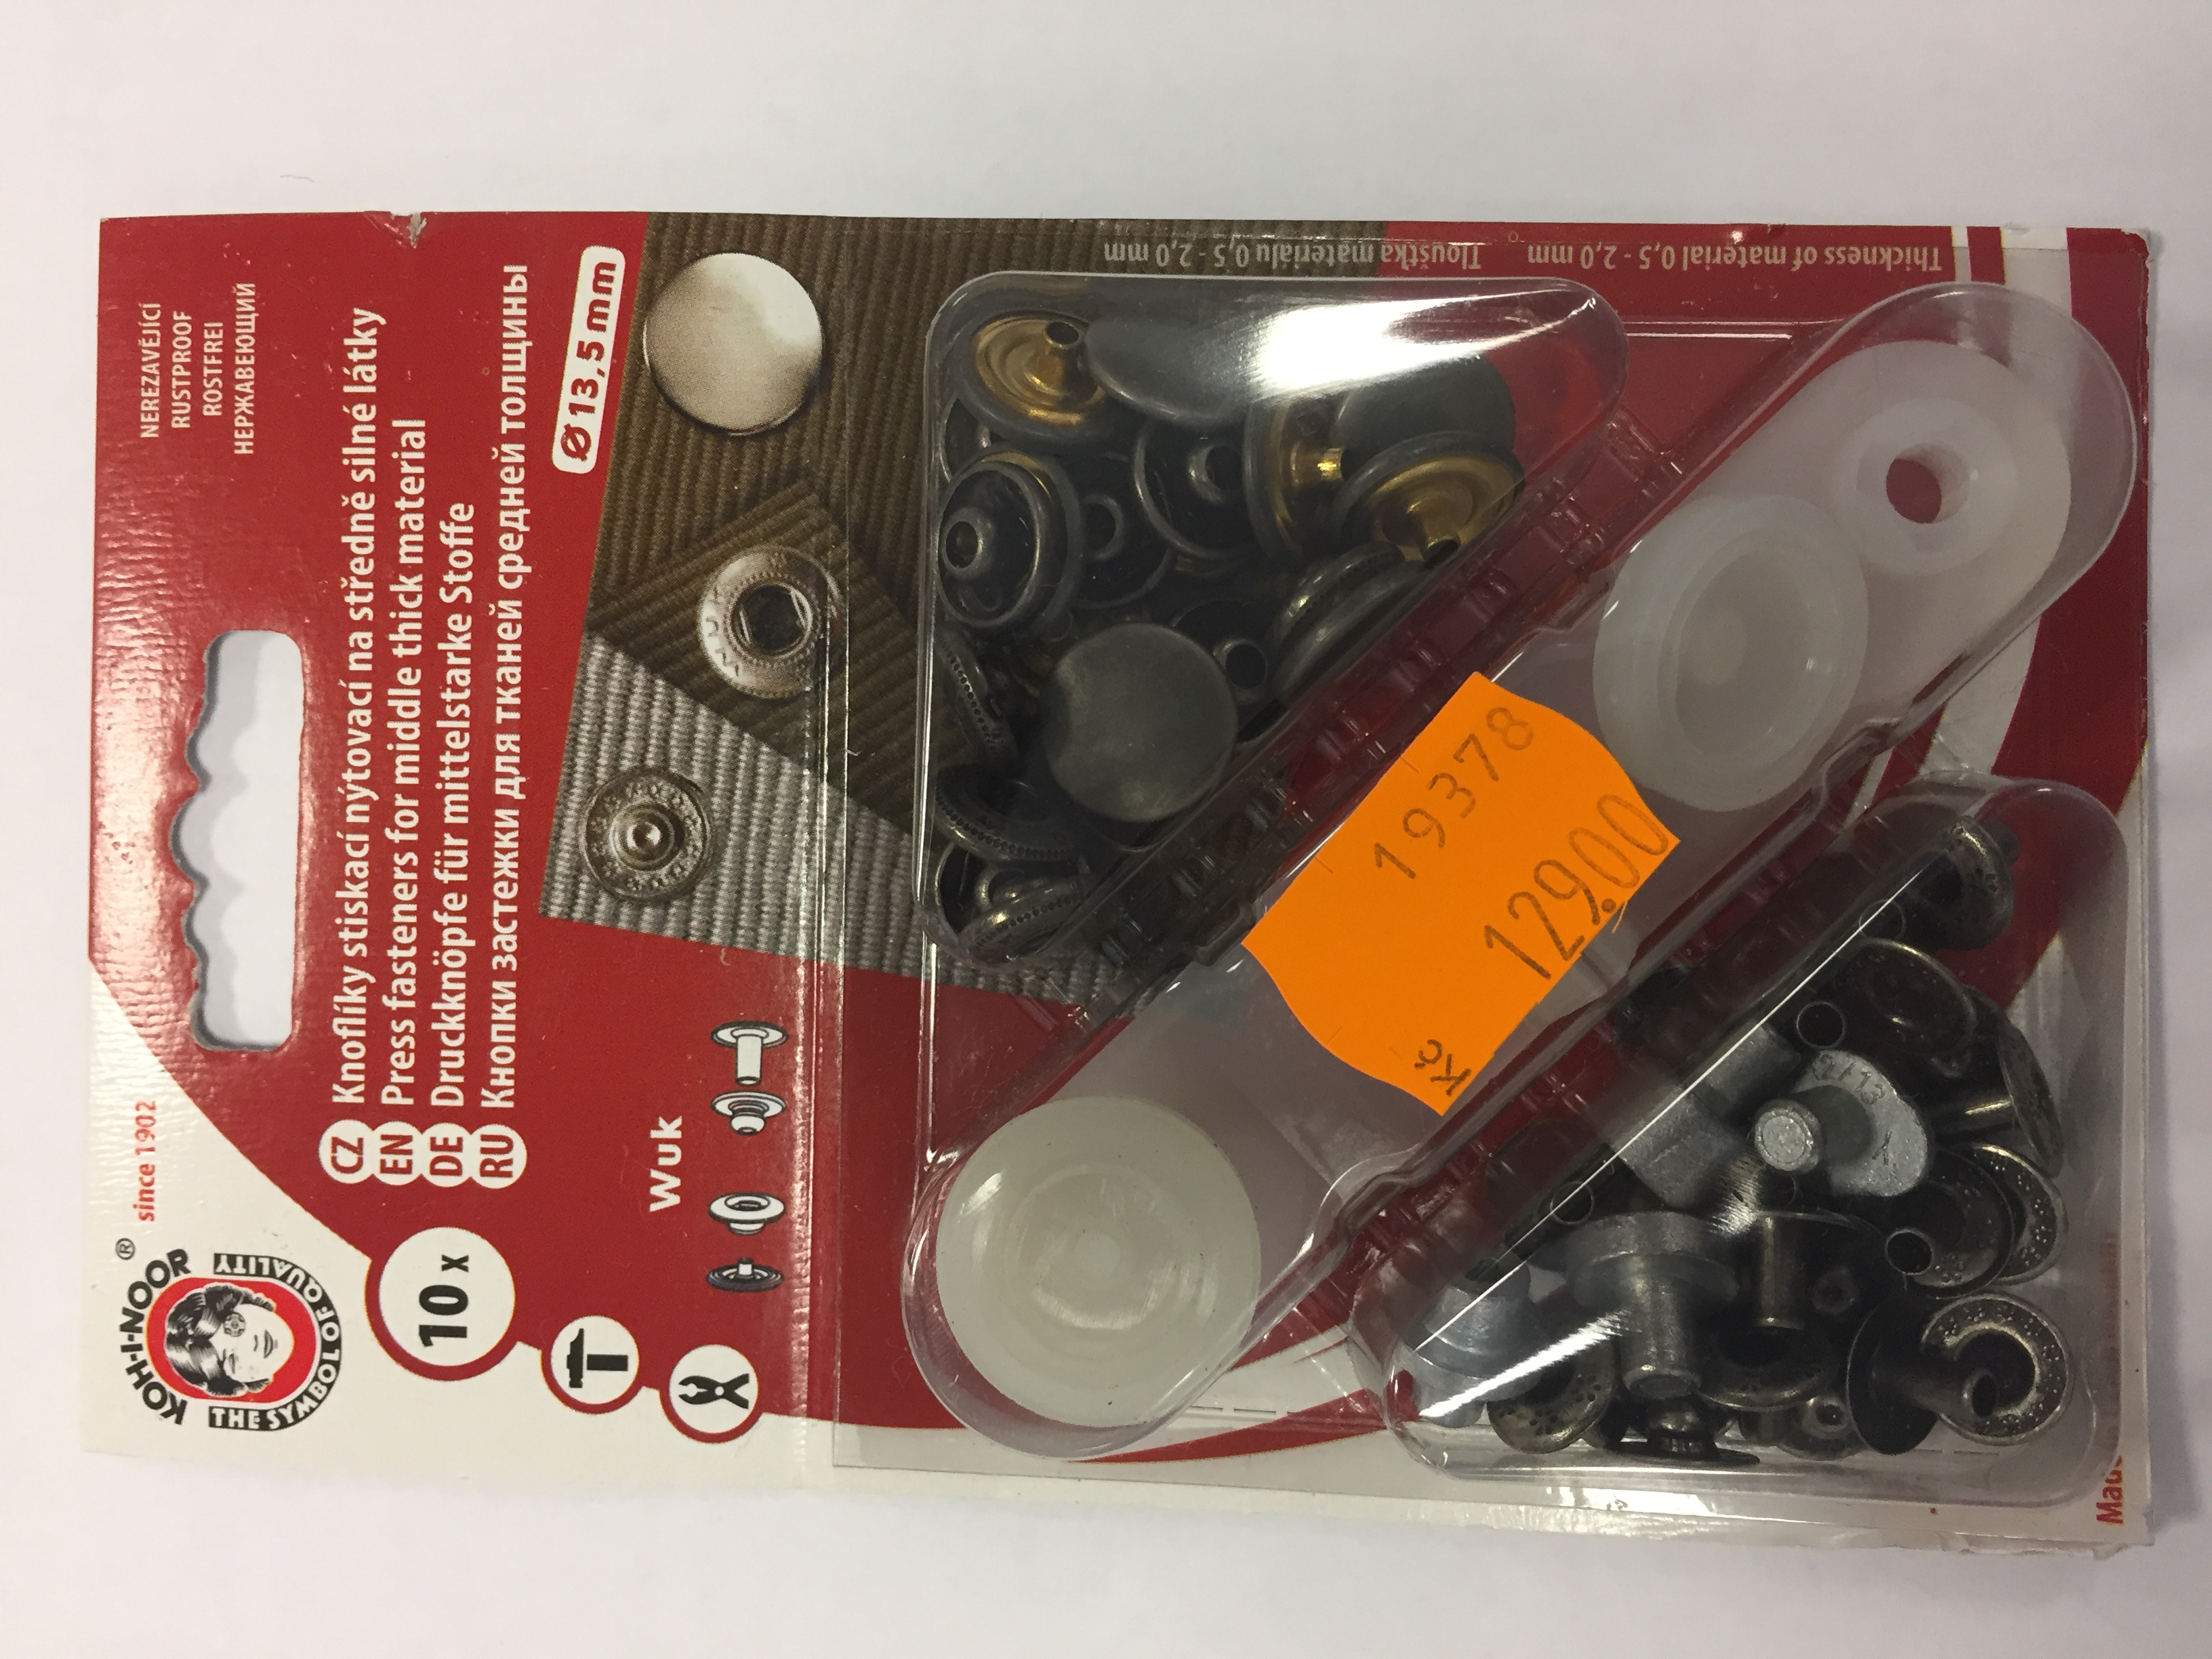 KOH-I-NOOR®
THE SYMBOL OF QUALITY
since 1902
NEREZAVĚJÍCÍ
RUSTPROOF
ROSTFREI
НЕРЖАВЕЮЩИЙ
10 x
CZ Knoflíky stiskací nýtovací na středně silné látky
EN Press fasteners for middle thick material
DE Druckknöpfe für mittelstarke Stoffe
RU Кнопки застежки для тканей средней толщины
Ø 13,5 mm
Wuk
Tloušťka materiálu 0,5 - 2,0 mm
Thickness of material 0,5 - 2,0 mm
19378
Kč 129.00